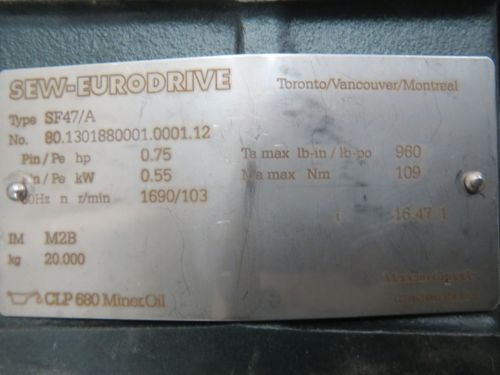 SEW-EURODRIVE
Toronto/Vancouver/Montreal
Type SF47/A
No. 80.1301880001.0001.12
Pin/Pe hp 0.75 Ta max lb-in / lb-po 960
/Pe kW 0.55 Ma max Nm 109
0Hz n r/min 1690/103 i 16.47 1
IM M2B
kg 20.000
CLP 680 Miner.Oil